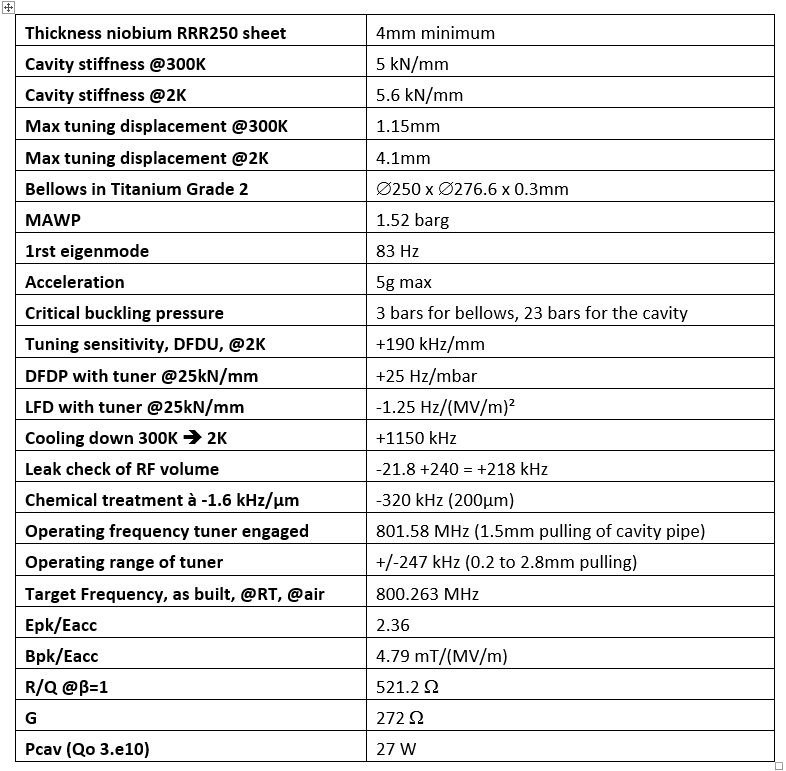 Thickness niobium RRR250 sheet 4mm minimum
Cavity stiffness @300K 5 kN/mm
Cavity stiffness @2K 5.6 kN/mm
Max tuning displacement @300K 1.15mm
Max tuning displacement @2K 4.1mm
Bellows in Titanium Grade 2 ∅250 x ∅276.6 x 0.3mm
MAWP 1.52 barg
1rst eigenmode 83 Hz
Acceleration 5g max
Critical buckling pressure 3 bars for bellows, 23 bars for the cavity
Tuning sensitivity, DFDU, @2K +190 kHz/mm
DFDP with tuner @25kN/mm +25 Hz/mbar
LFD with tuner @25kN/mm -1.25 Hz/(MV/m)²
Cooling down 300K ➔ 2K +1150 kHz
Leak check of RF volume -21.8 +240 = +218 kHz
Chemical treatment à -1.6 kHz/µm -320 kHz (200µm)
Operating frequency tuner engaged 801.58 MHz (1.5mm pulling of cavity pipe)
Operating range of tuner +/-247 kHz (0.2 to 2.8mm pulling)
Target Frequency, as built, @RT, @air 800.263 MHz
Epk/Eacc 2.36
Bpk/Eacc 4.79 mT/(MV/m)
R/Q @β=1 521.2 Ω
G 272 Ω
Pcav (Qo 3.e10) 27 W